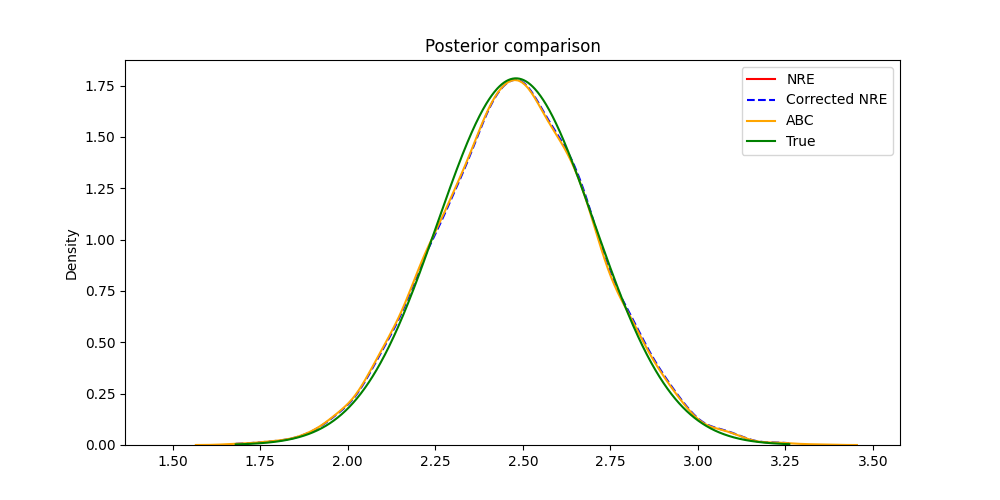 Posterior comparison
NRE
Corrected NRE
ABC
True
Density
1.75
1.50
1.25
1.00
0.75
0.50
0.25
0.00
1.50 1.75 2.00 2.25 2.50 2.75 3.00 3.25 3.50